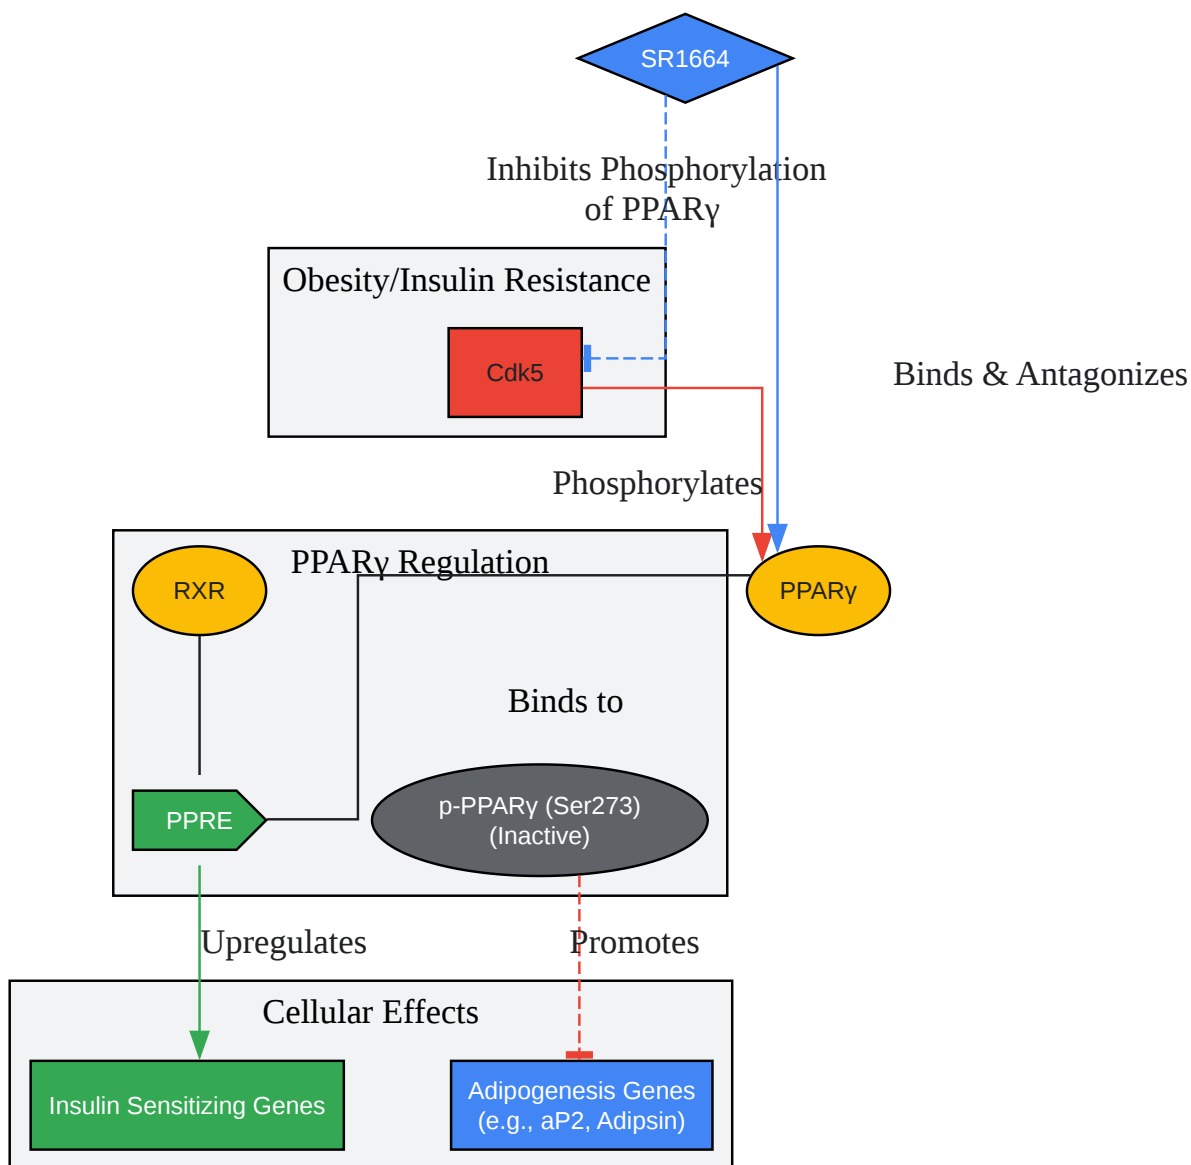 SR1664
Inhibits Phosphorylation
of PPARγ
Obesity/Insulin Resistance
Cdk5
Binds & Antagonizes
Phosphorylates
PPARγ Regulation
RXR
PPARγ
Binds to
PPRE
p-PPARγ (Ser273)
(Inactive)
Upregulates
Promotes
Cellular Effects
Insulin Sensitizing Genes
Adipogenesis Genes
(e.g., aP2, Adipsin)